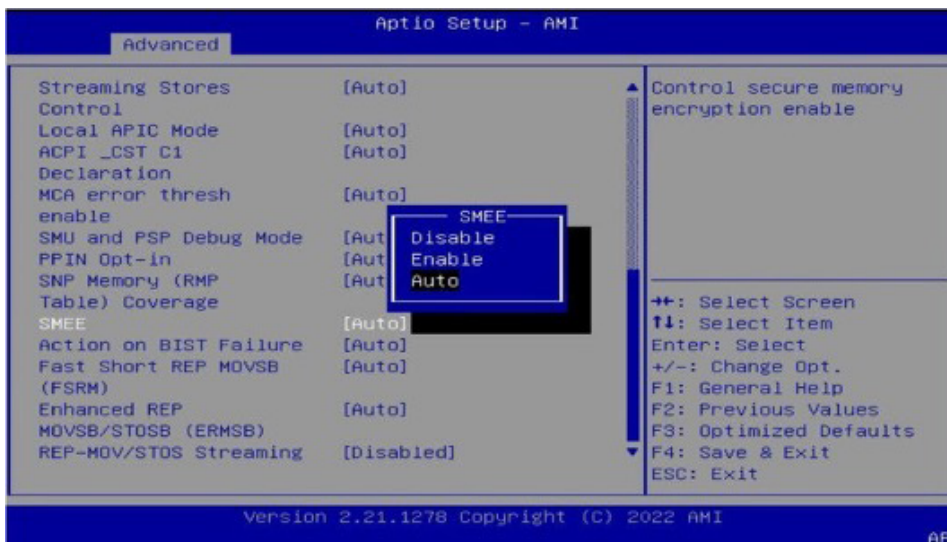 Aptio Setup - AMI
Advanced
Streaming Stores [Auto]
Control
Local APIC Mode [Auto]
ACPI _CST C1 [Auto]
Declaration
MCA error thresh [Auto]
enable
SMU and PSP Debug Mode [Aut
PPIN Opt-in [Aut
SNP Memory (RMP [Aut
Table) Coverage
SMEE [Auto]
Action on BIST Failure [Auto]
Fast Short REP MOVSB [Auto]
(FSRM)
Enhanced REP [Auto]
MOVSB/STOSB (ERMSB)
REP-MOV/STOS Streaming [Disabled]
SMEE
Disable
Enable
Auto
Control secure memory
encryption enable
→←: Select Screen
↑↓: Select Item
Enter: Select
+/-: Change Opt.
F1: General Help
F2: Previous Values
F3: Optimized Defaults
F4: Save & Exit
ESC: Exit
Version 2.21.1278 Copyright (C) 2022 AMI